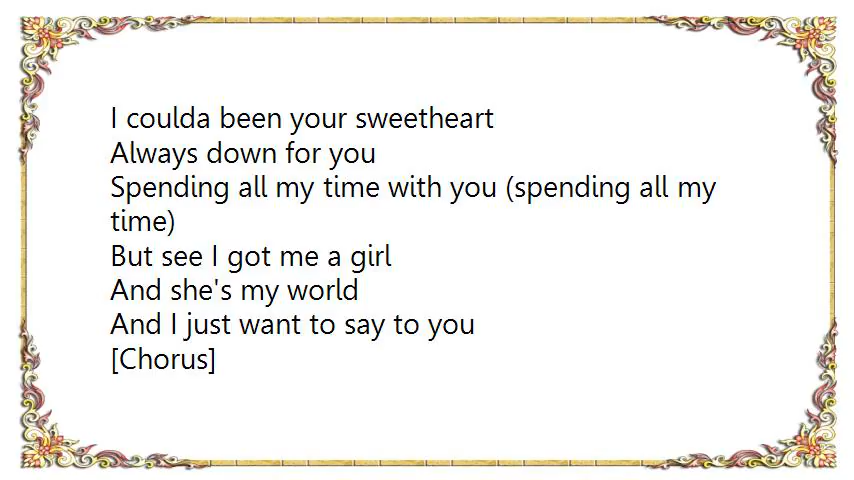 I coulda been your sweetheart
Always down for you
Spending all my time with you (spending all my
time)
But see I got me a girl
And she's my world
And I just want to say to you
[Chorus]